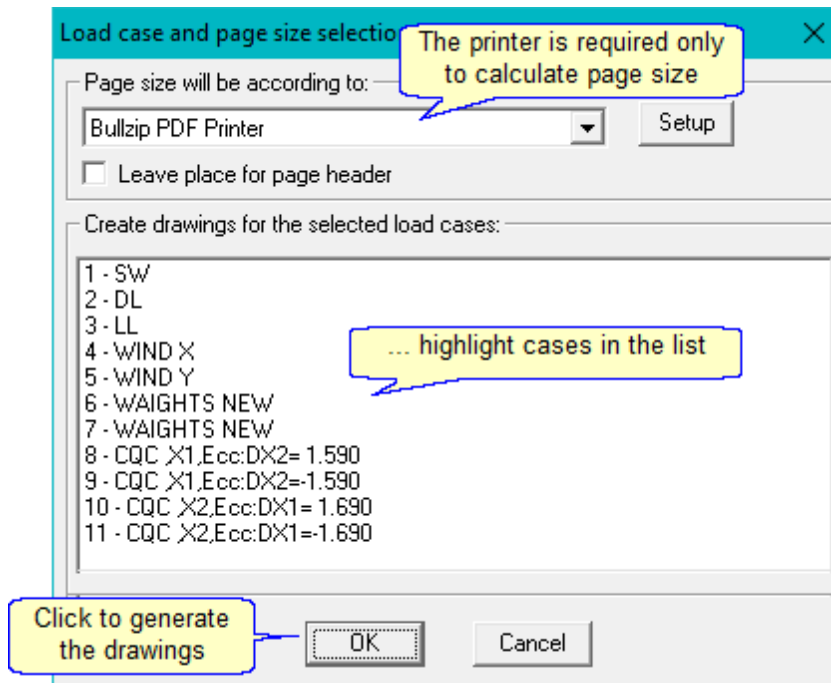 Load case and page size selectio
The printer is required only
to calculate page size
Page size will be according to:
Bullzip PDF Printer
Setup
Leave place for page header
Create drawings for the selected load cases:
1 - SW
2 - DL
3 - LL
4 - WIND X
5 - WIND Y
6 - WAIGHTS NEW
7 - WAIGHTS NEW
8 - CQC ,X1,Ecc:DX2= 1.590
9 - CQC ,X1,Ecc:DX2=-1.590
10 - CQC ,X2,Ecc:DX1= 1.690
11 - CQC ,X2,Ecc:DX1=-1.690
... highlight cases in the list
Click to generate
the drawings
OK
Cancel